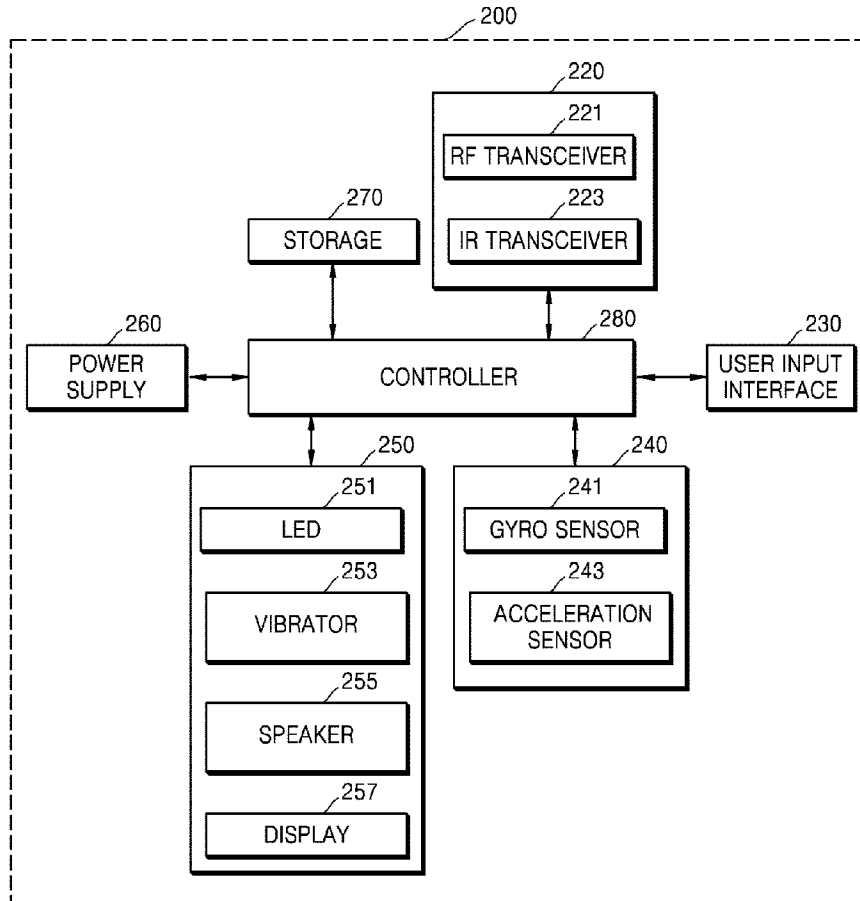 200
220
221
RF TRANSCEIVER
223
IR TRANSCEIVER
270
STORAGE
260
POWER
SUPPLY
280
CONTROLLER
230
USER INPUT
INTERFACE
250
251
LED
253
VIBRATOR
255
SPEAKER
257
DISPLAY
240
241
GYRO SENSOR
243
ACCELERATION
SENSOR